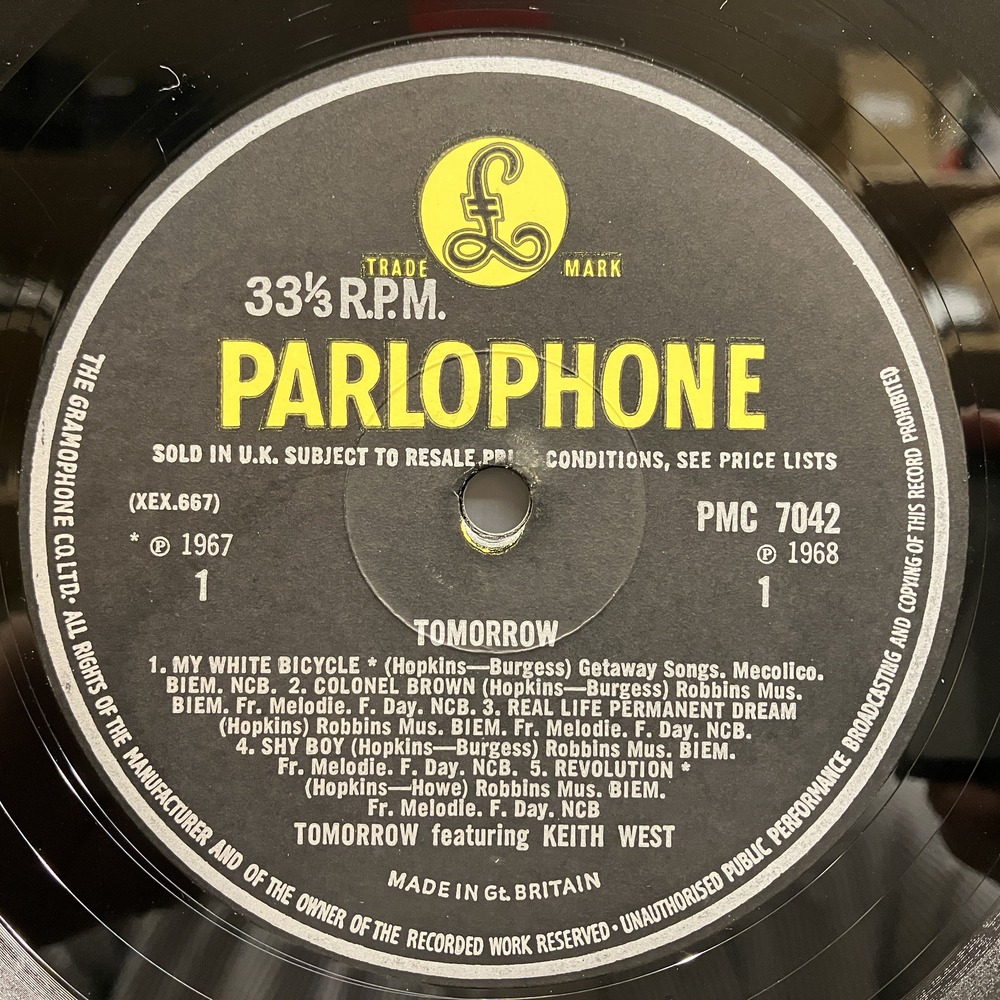 £
TRADE MARK
33⅓ R.P.M.
PARLOPHONE
SOLD IN U.K. SUBJECT TO RESALE CONDITIONS, SEE PRICE LISTS
(XEX.667)
PMC 7042
* ℗ 1967
℗ 1968
1
1
TOMORROW
1. MY WHITE BICYCLE * (Hopkins—Burgess) Getaway Songs. Mecolico.
BIEM. NCB. 2. COLONEL BROWN (Hopkins—Burgess) Robbins Mus.
BIEM. Fr. Melodie. F. Day. NCB. 3. REAL LIFE PERMANENT DREAM
(Hopkins) Robbins Mus. BIEM. Fr. Melodie. F. Day. NCB.
4. SHY BOY (Hopkins—Burgess) Robbins Mus. BIEM.
Fr. Melodie. F. Day. NCB. 5. REVOLUTION *
(Hopkins—Howe) Robbins Mus. BIEM.
Fr. Melodie. F. Day. NCB
TOMORROW featuring KEITH WEST
MADE IN Gt. BRITAIN
THE GRAMOPHONE CO. LTD. • ALL RIGHTS OF THE MANUFACTURER AND OF THE OWNER OF THE RECORDED WORK RESERVED • UNAUTHORISED PUBLIC PERFORMANCE BROADCASTING AND COPYING OF THIS RECORD PROHIBITED